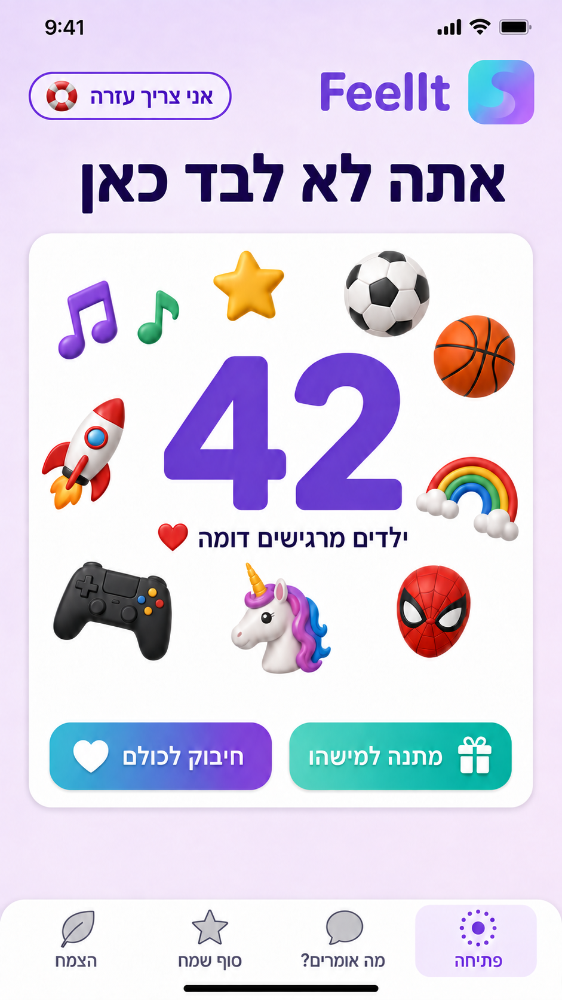 9:41
FeelIt
אני צריך עזרה
אתה לא לבד כאן
42
ילדים מרגישים דומה
מתנה למישהו
חיבוק לכולם
פתיחה
מה אומרים?
סוף שמח
הצמח